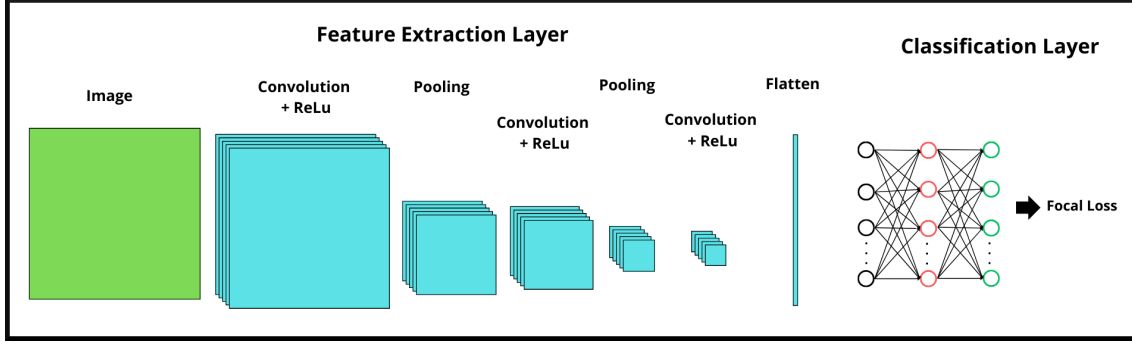 Feature Extraction Layer
Classification Layer
Image
Convolution
+ ReLu
Pooling
Convolution
+ ReLu
Pooling
Convolution
+ ReLu
Flatten
Focal Loss